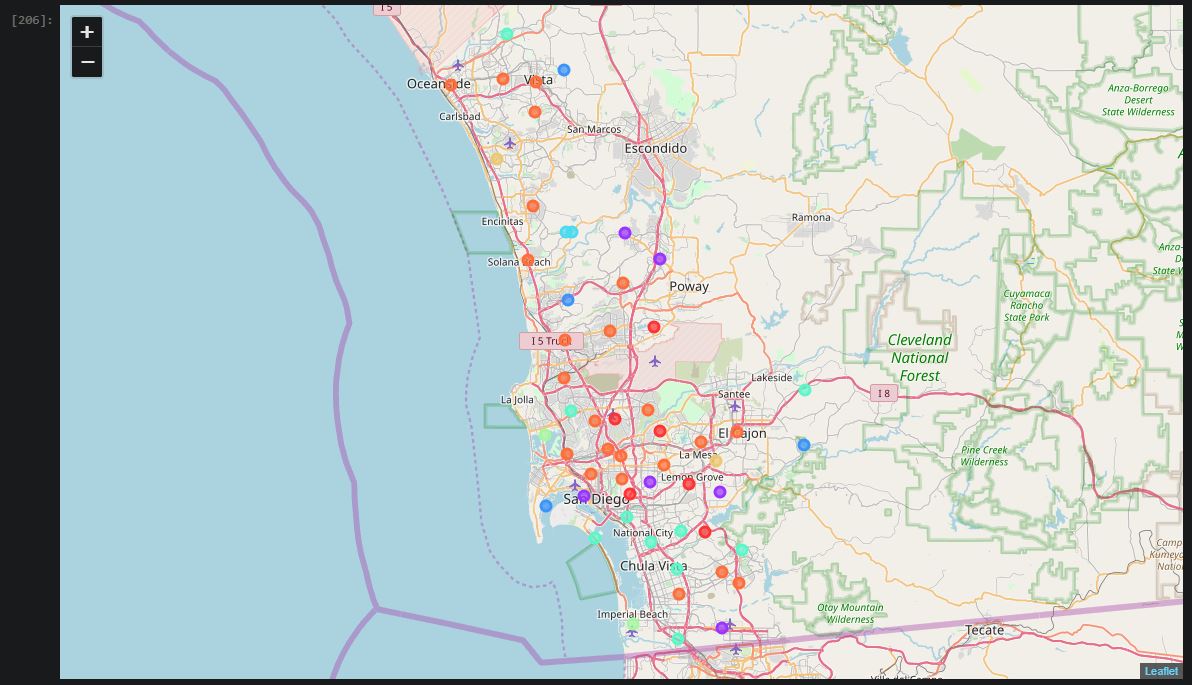 [206]:
+
−
I 5
Oceanside
Vista
Carlsbad
San Marcos
Escondido
Anza-Borrego
Desert
State Wilderness
Encinitas
Ramona
Solana Beach
Poway
Cuyamaca
Rancho
State Park
I 5 Truck
Cleveland
National
Forest
Lakeside
Santee
I 8
La Jolla
El Cajon
La Mesa
Pine Creek
Wilderness
Lemon Grove
San Diego
National City
Chula Vista
Otay Mountain
Wilderness
Imperial Beach
Tecate
Leaflet